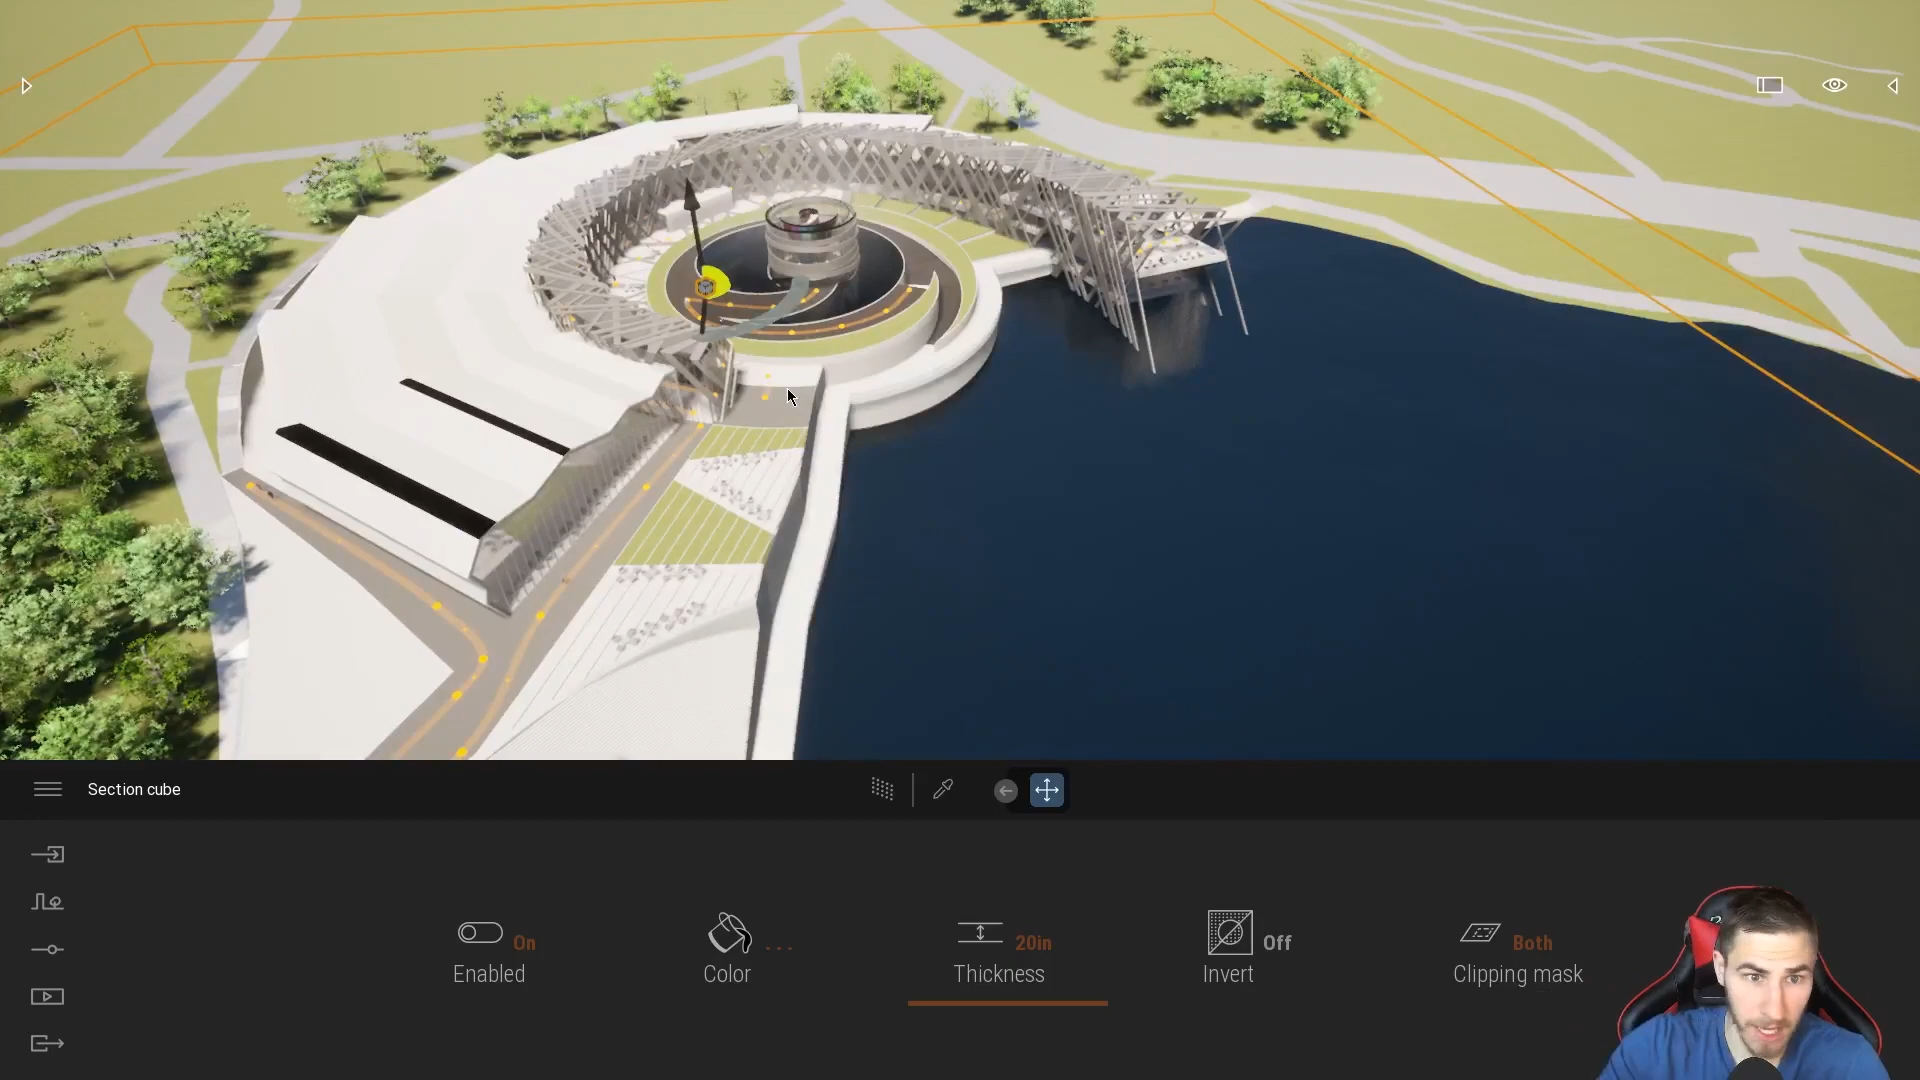 Section cube
On
Enabled
...
Color
20in
Thickness
Off
Invert
Both
Clipping mask